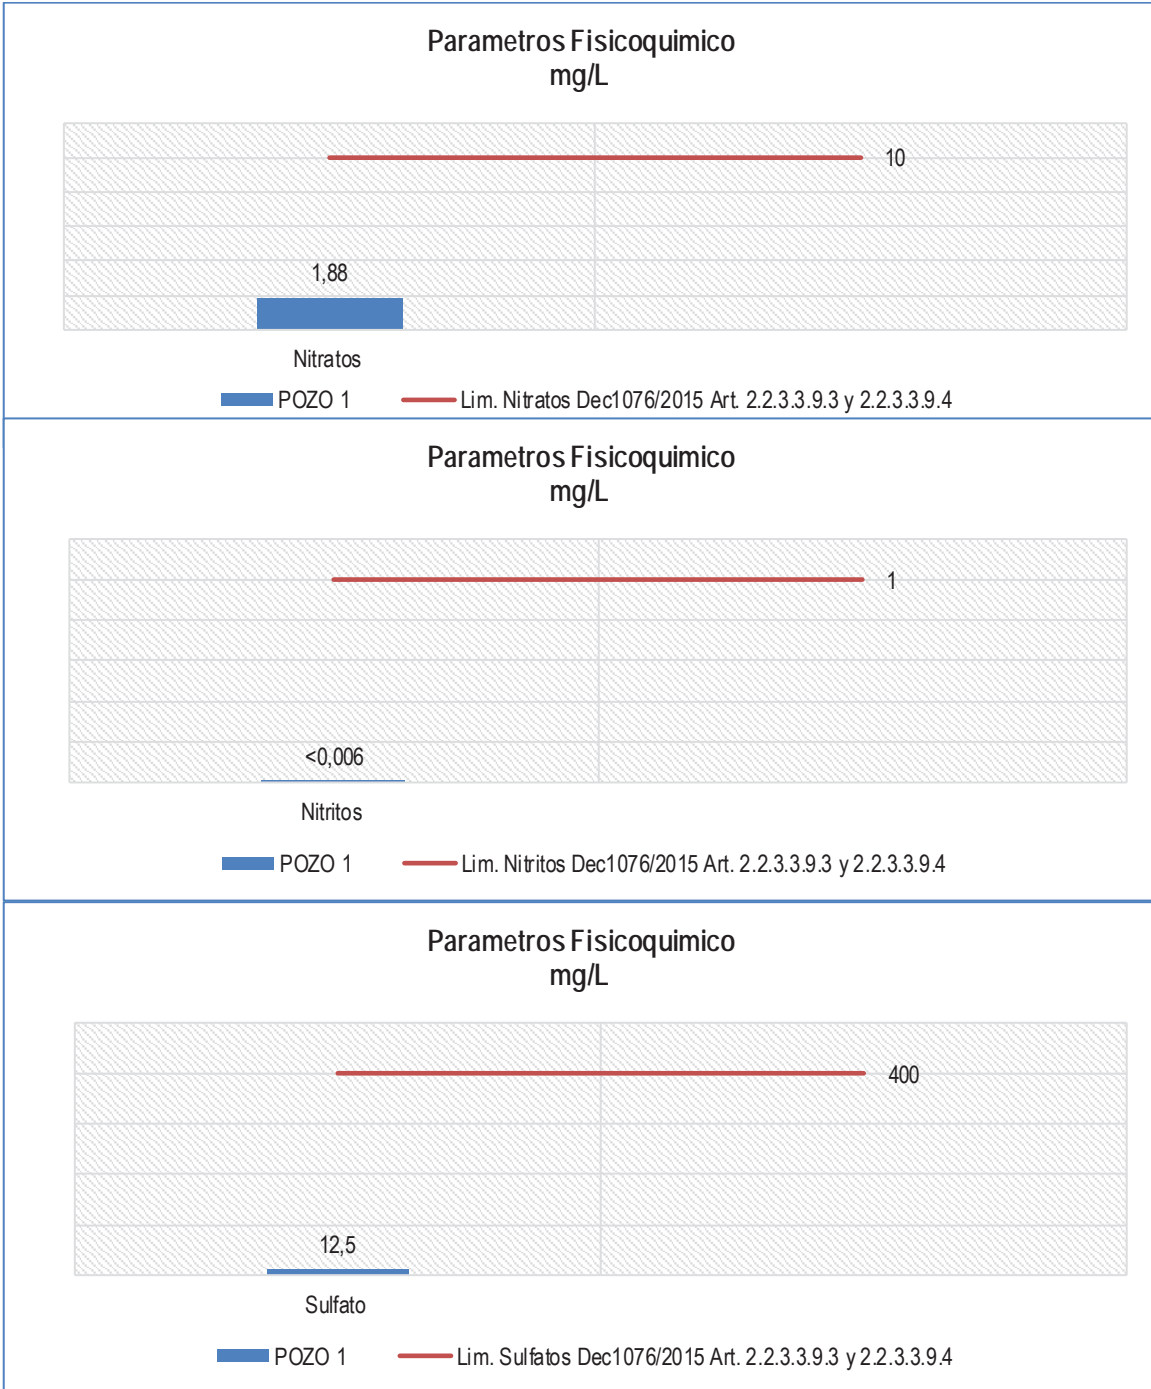 Parametros Fisicoquimico
mg/L
10
1,88
Nitratos
POZO 1 Lim. Nitratos Dec1076/2015 Art. 2.2.3.3.9.3 y 2.2.3.3.9.4
Parametros Fisicoquimico
mg/L
1
<0,006
Nitritos
POZO 1 Lim. Nitritos Dec1076/2015 Art. 2.2.3.3.9.3 y 2.2.3.3.9.4
Parametros Fisicoquimico
mg/L
400
12,5
Sulfato
POZO 1 Lim. Sulfatos Dec1076/2015 Art. 2.2.3.3.9.3 y 2.2.3.3.9.4